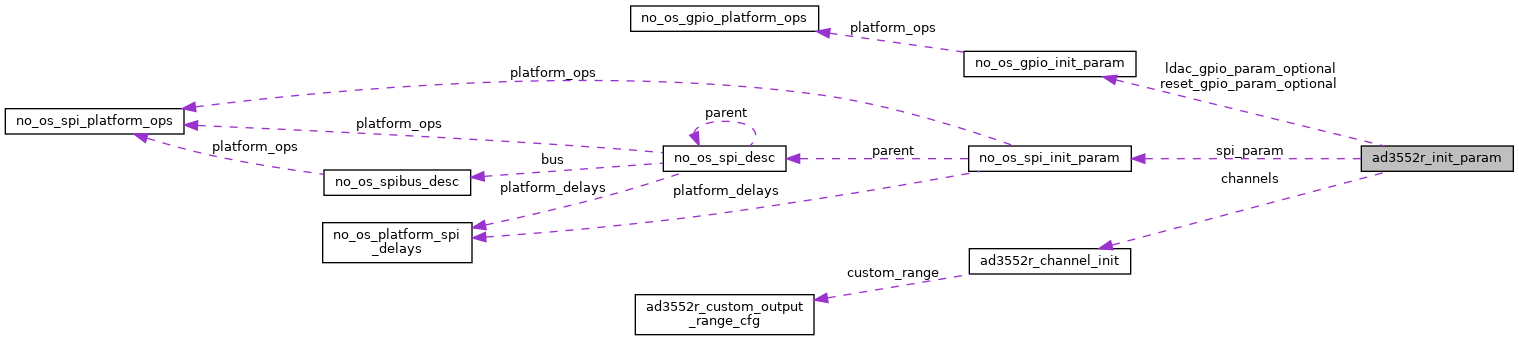 no_os_gpio_platform_ops
platform_ops
no_os_gpio_init_param
ldac_gpio_param_optional
reset_gpio_param_optional
platform_ops
no_os_spi_platform_ops
platform_ops
parent
platform_ops
bus
no_os_spi_desc
parent
no_os_spi_init_param
spi_param
ad3552r_init_param
no_os_spibus_desc
platform_delays
platform_delays
channels
no_os_platform_spi
_delays
ad3552r_channel_init
custom_range
ad3552r_custom_output
_range_cfg